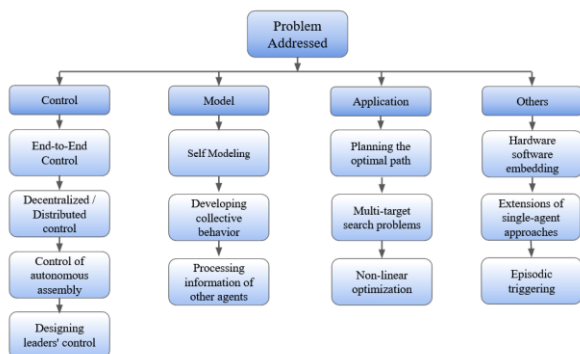 Problem
Addressed
Control
Model
Application
Others
End-to-End
Control
Self Modeling
Planning the
optimal path
Hardware
software
embedding
Decentralized /
Distributed
control
Developing
collective
behavior
Multi-target
search problems
Extensions of
single-agent
approaches
Control of
autonomous
assembly
Processing
information of
other agents
Non-linear
optimization
Episodic
triggering
Designing
leaders' control